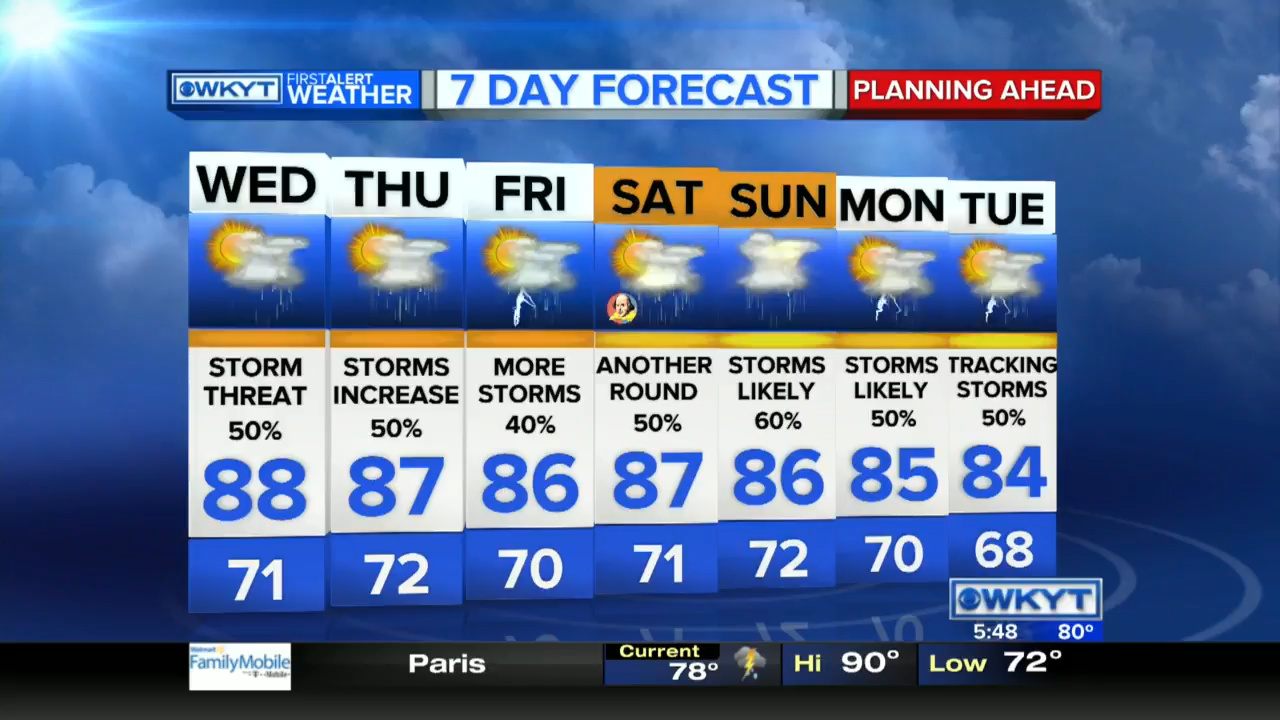 WKYT FIRST ALERT WEATHER 7 DAY FORECAST PLANNING AHEAD
WED THU FRI SAT SUN MON TUE
STORM THREAT 50% 88 71
STORMS INCREASE 50% 87 72
MORE STORMS 40% 86 70
ANOTHER ROUND 50% 87 71
STORMS LIKELY 60% 86 72
STORMS LIKELY 50% 85 70
TRACKING STORMS 50% 84 68
WKYT
5:48 80°
Walmart
FamilyMobile
T-Mobile
Paris
Current
78°
Hi 90°
Low 72°